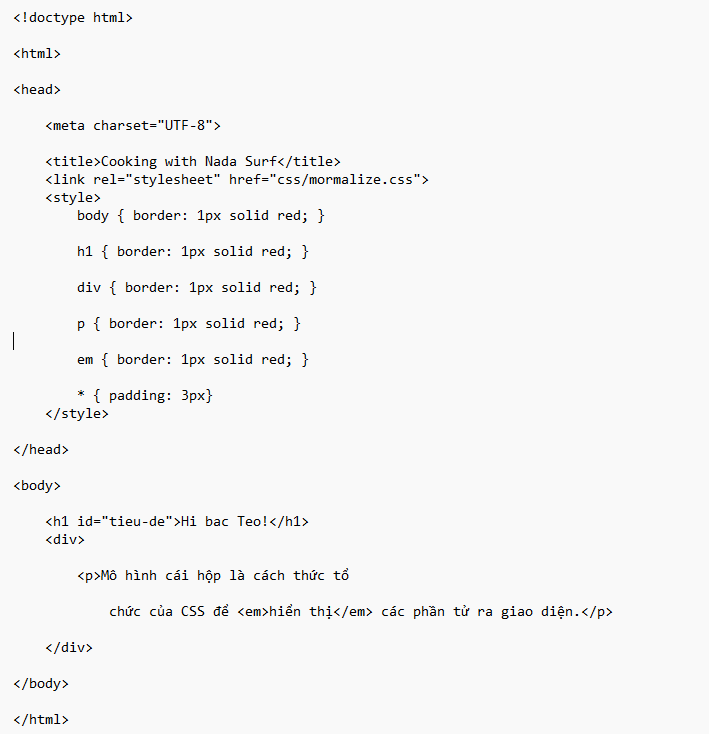 <!doctype html>
<html>
<head>
<meta charset="UTF-8">
<title>Cooking with Nada Surf</title>
<link rel="stylesheet" href="css/mormalize.css">
<style>
body { border: 1px solid red; }
h1 { border: 1px solid red; }
div { border: 1px solid red; }
p { border: 1px solid red; }
em { border: 1px solid red; }
* { padding: 3px}
</style>
</head>
<body>
<h1 id="tieu-de">Hi bac Teo!</h1>
<div>
<p>Mô hình cái hộp là cách thức tổ
chức của CSS để <em>hiển thị</em> các phần tử ra giao diện.</p>
</div>
</body>
</html>